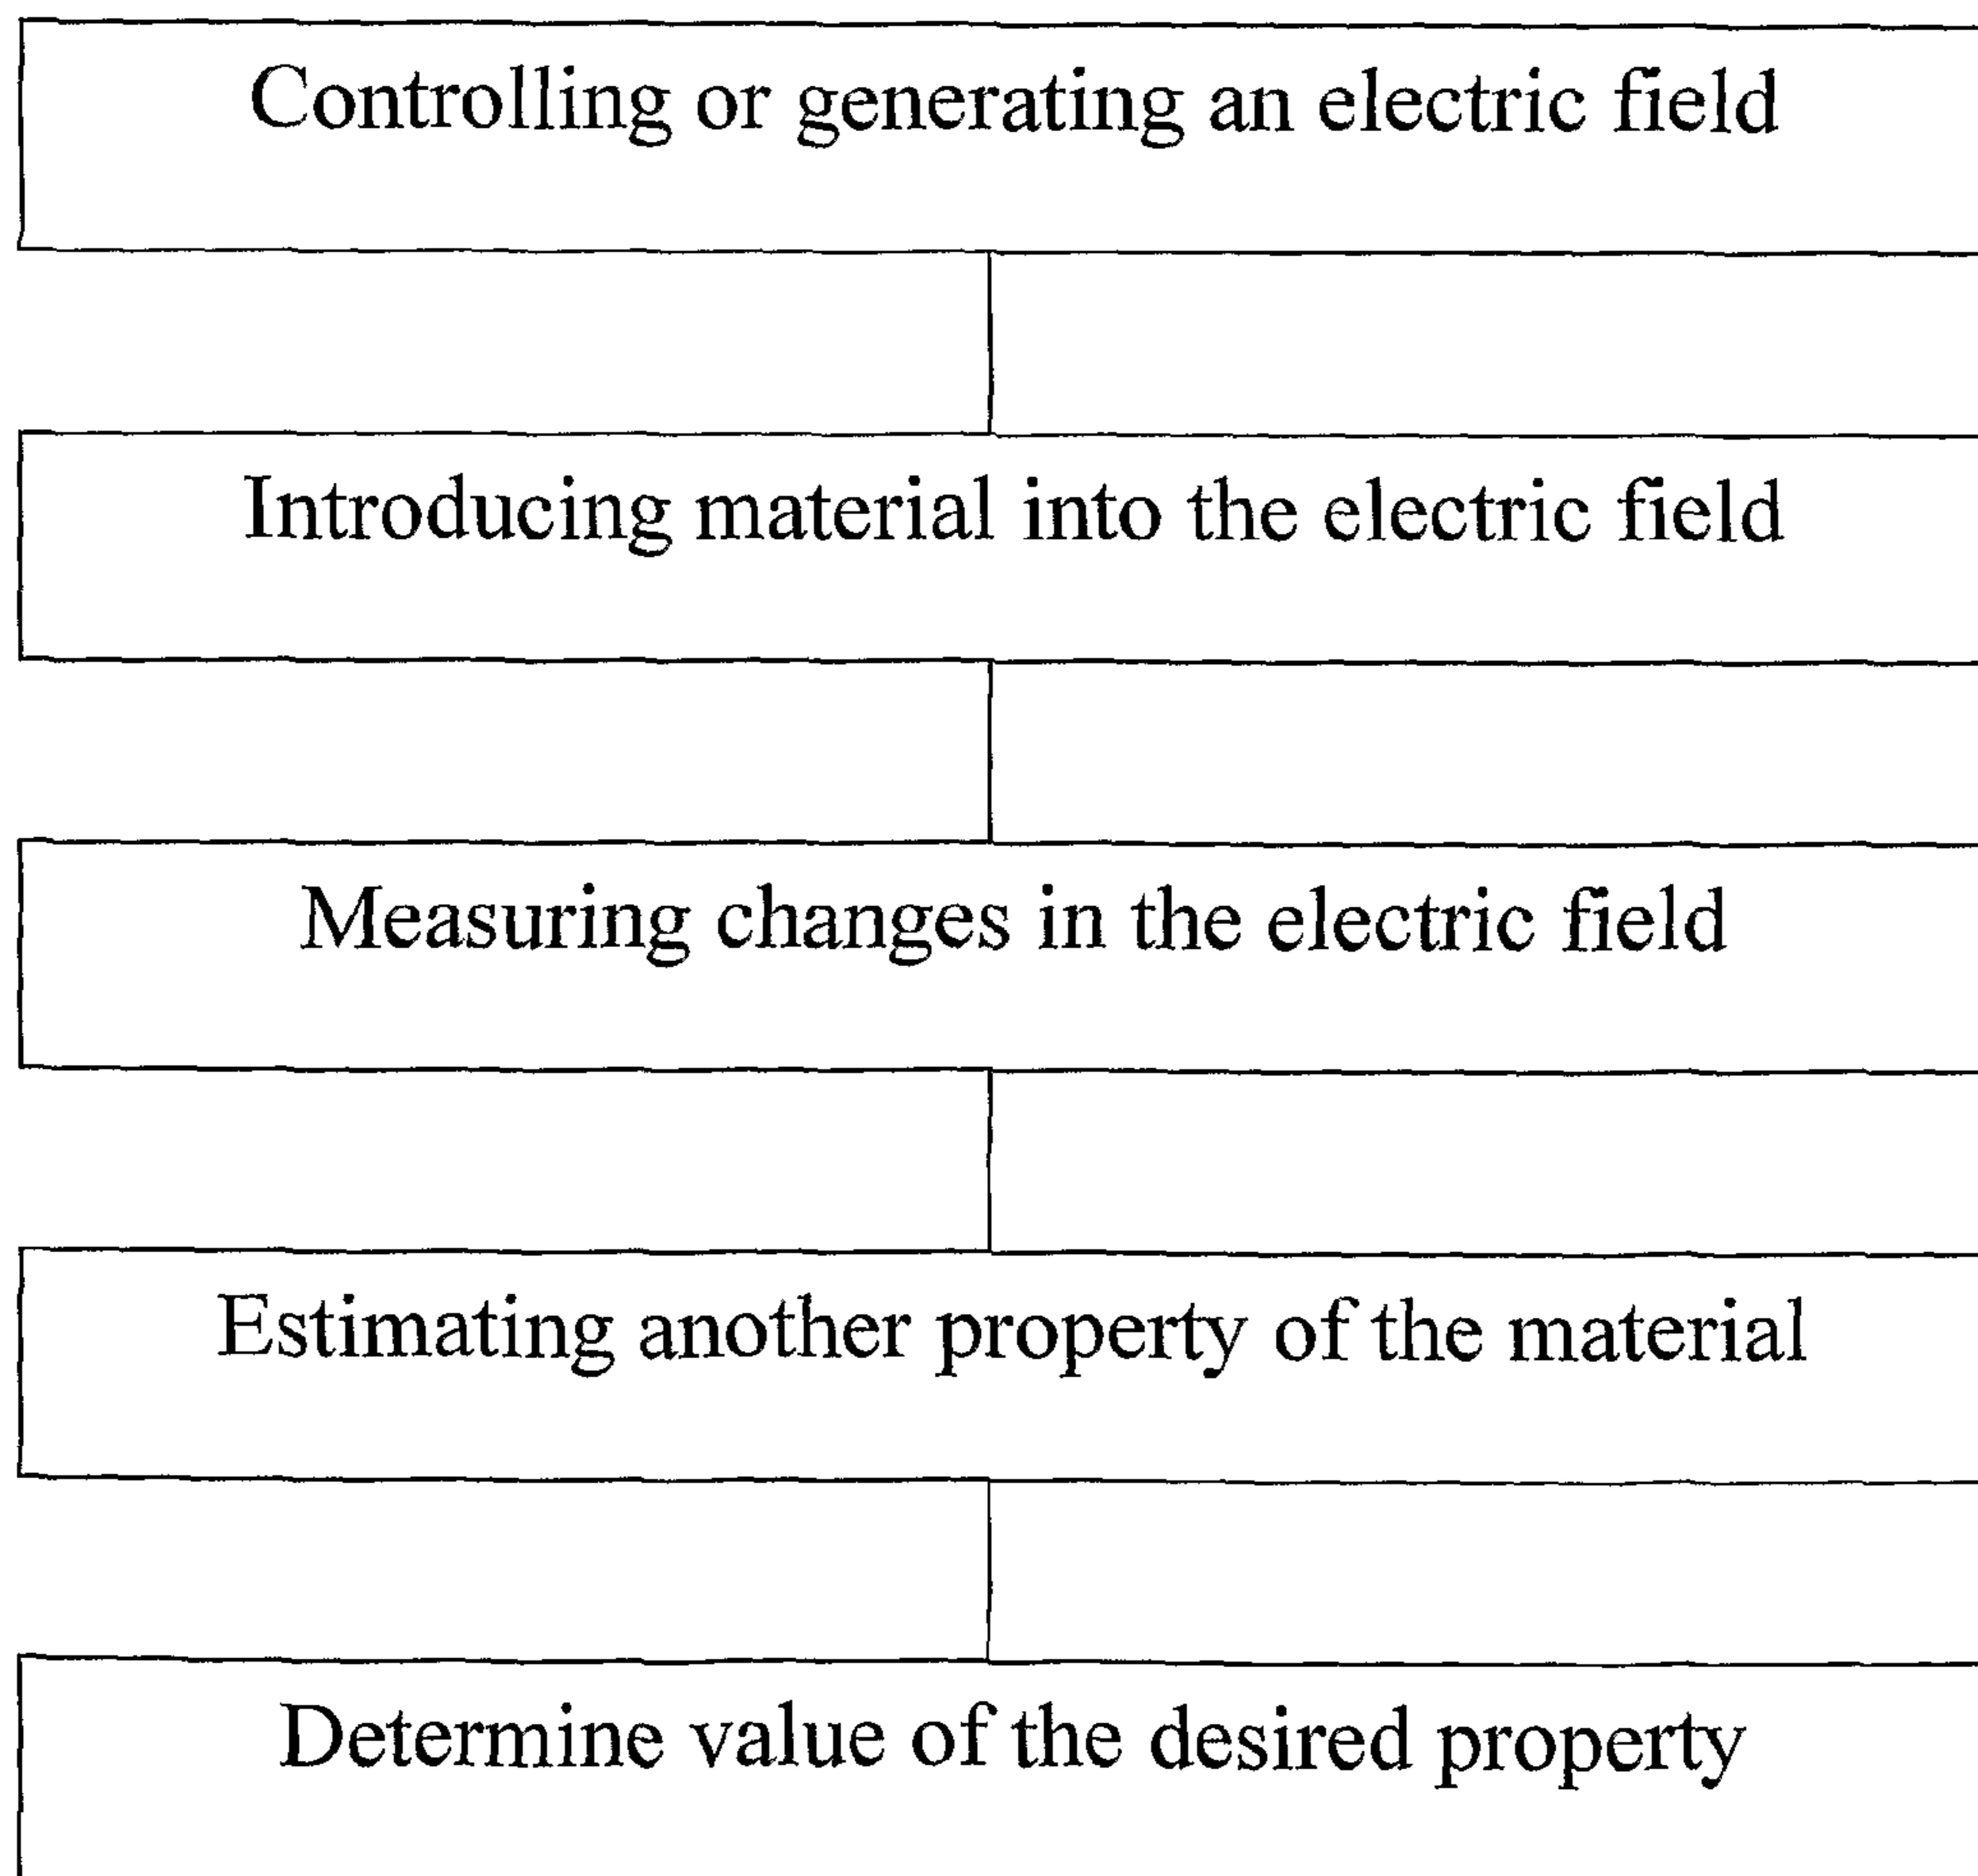 Controlling or generating an electric field
Introducing material into the electric field
Measuring changes in the electric field
Estimating another property of the material
Determine value of the desired property